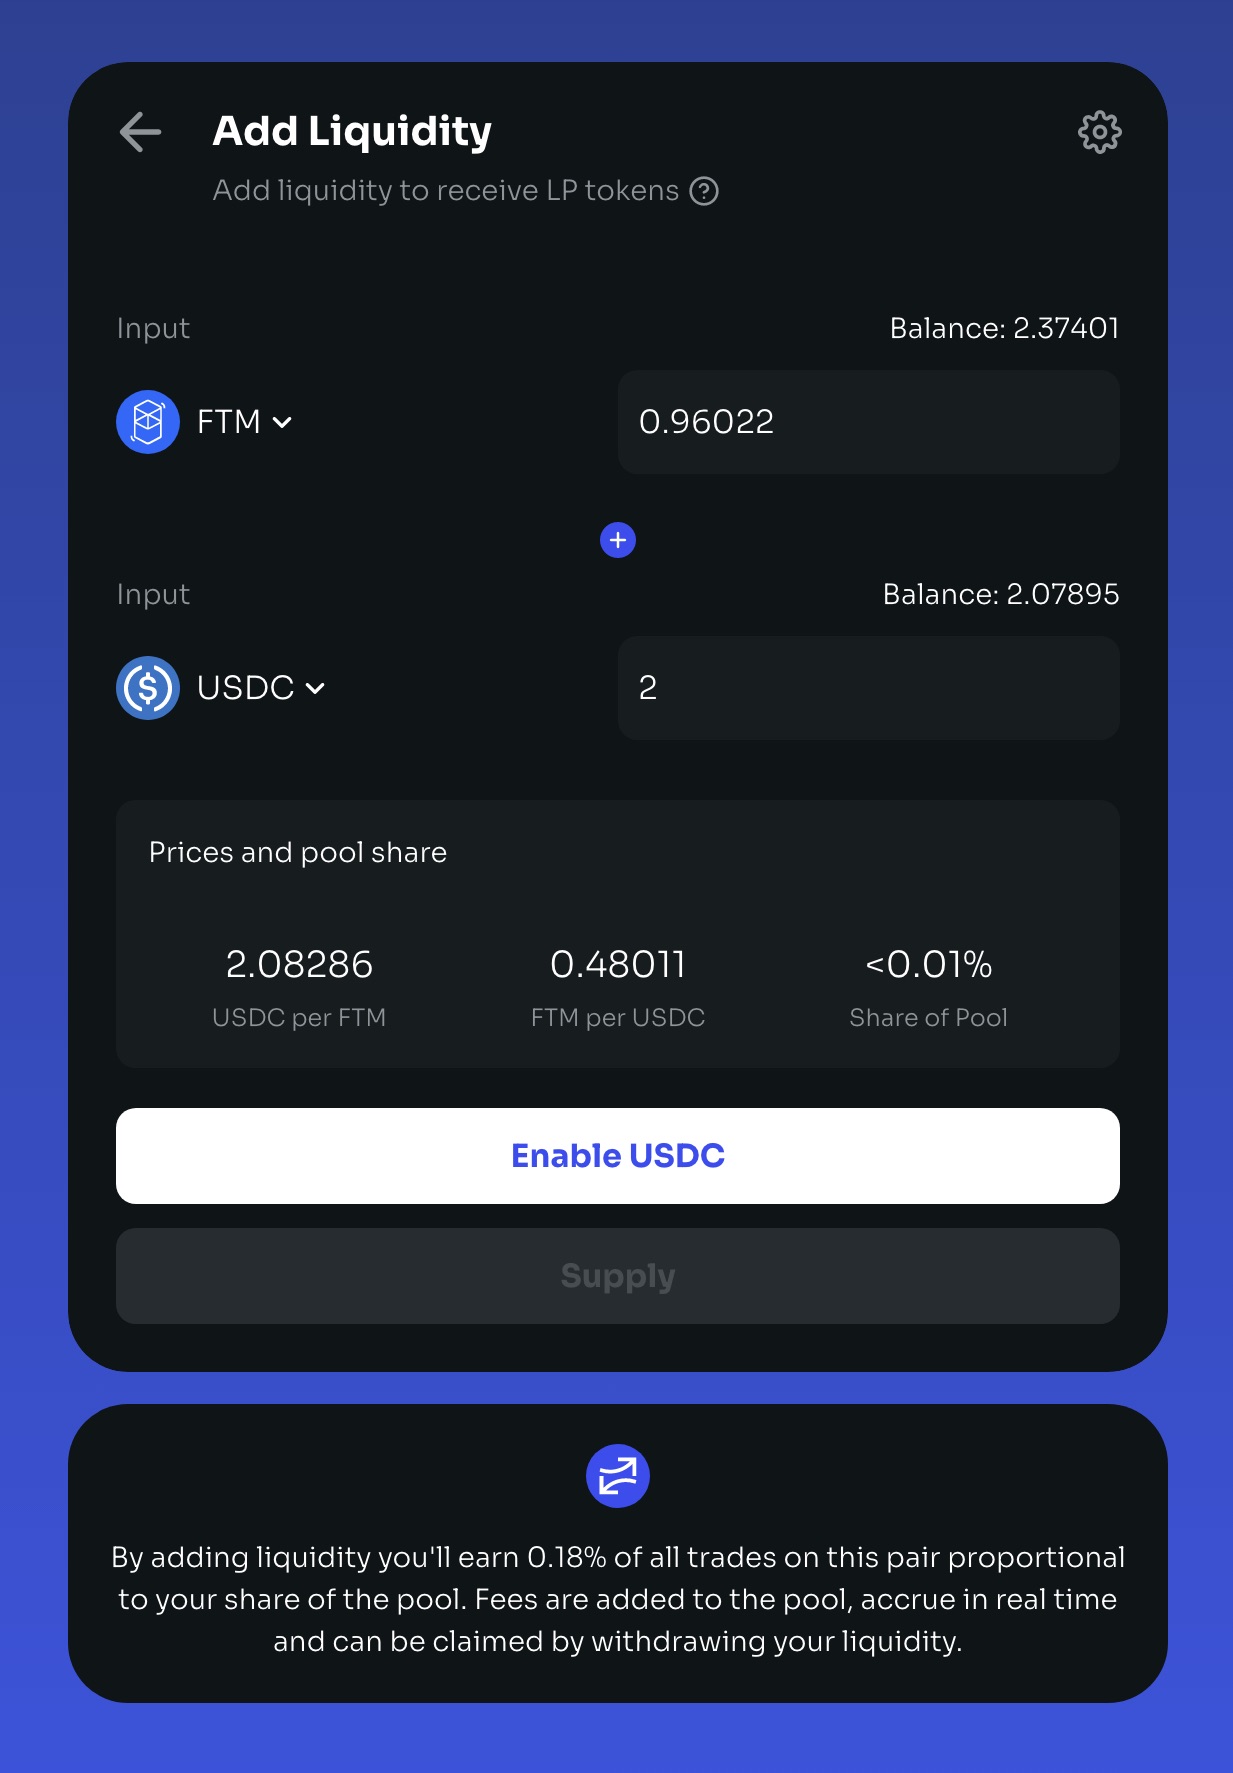 Add Liquidity
Add liquidity to receive LP tokens ?
Input Balance: 2.37401
FTM 0.96022
Input Balance: 2.07895
USDC 2
Prices and pool share
2.08286 0.48011 <0.01%
USDC per FTM FTM per USDC Share of Pool
Enable USDC
Supply
By adding liquidity you'll earn 0.18% of all trades on this pair proportional
to your share of the pool. Fees are added to the pool, accrue in real time
and can be claimed by withdrawing your liquidity.